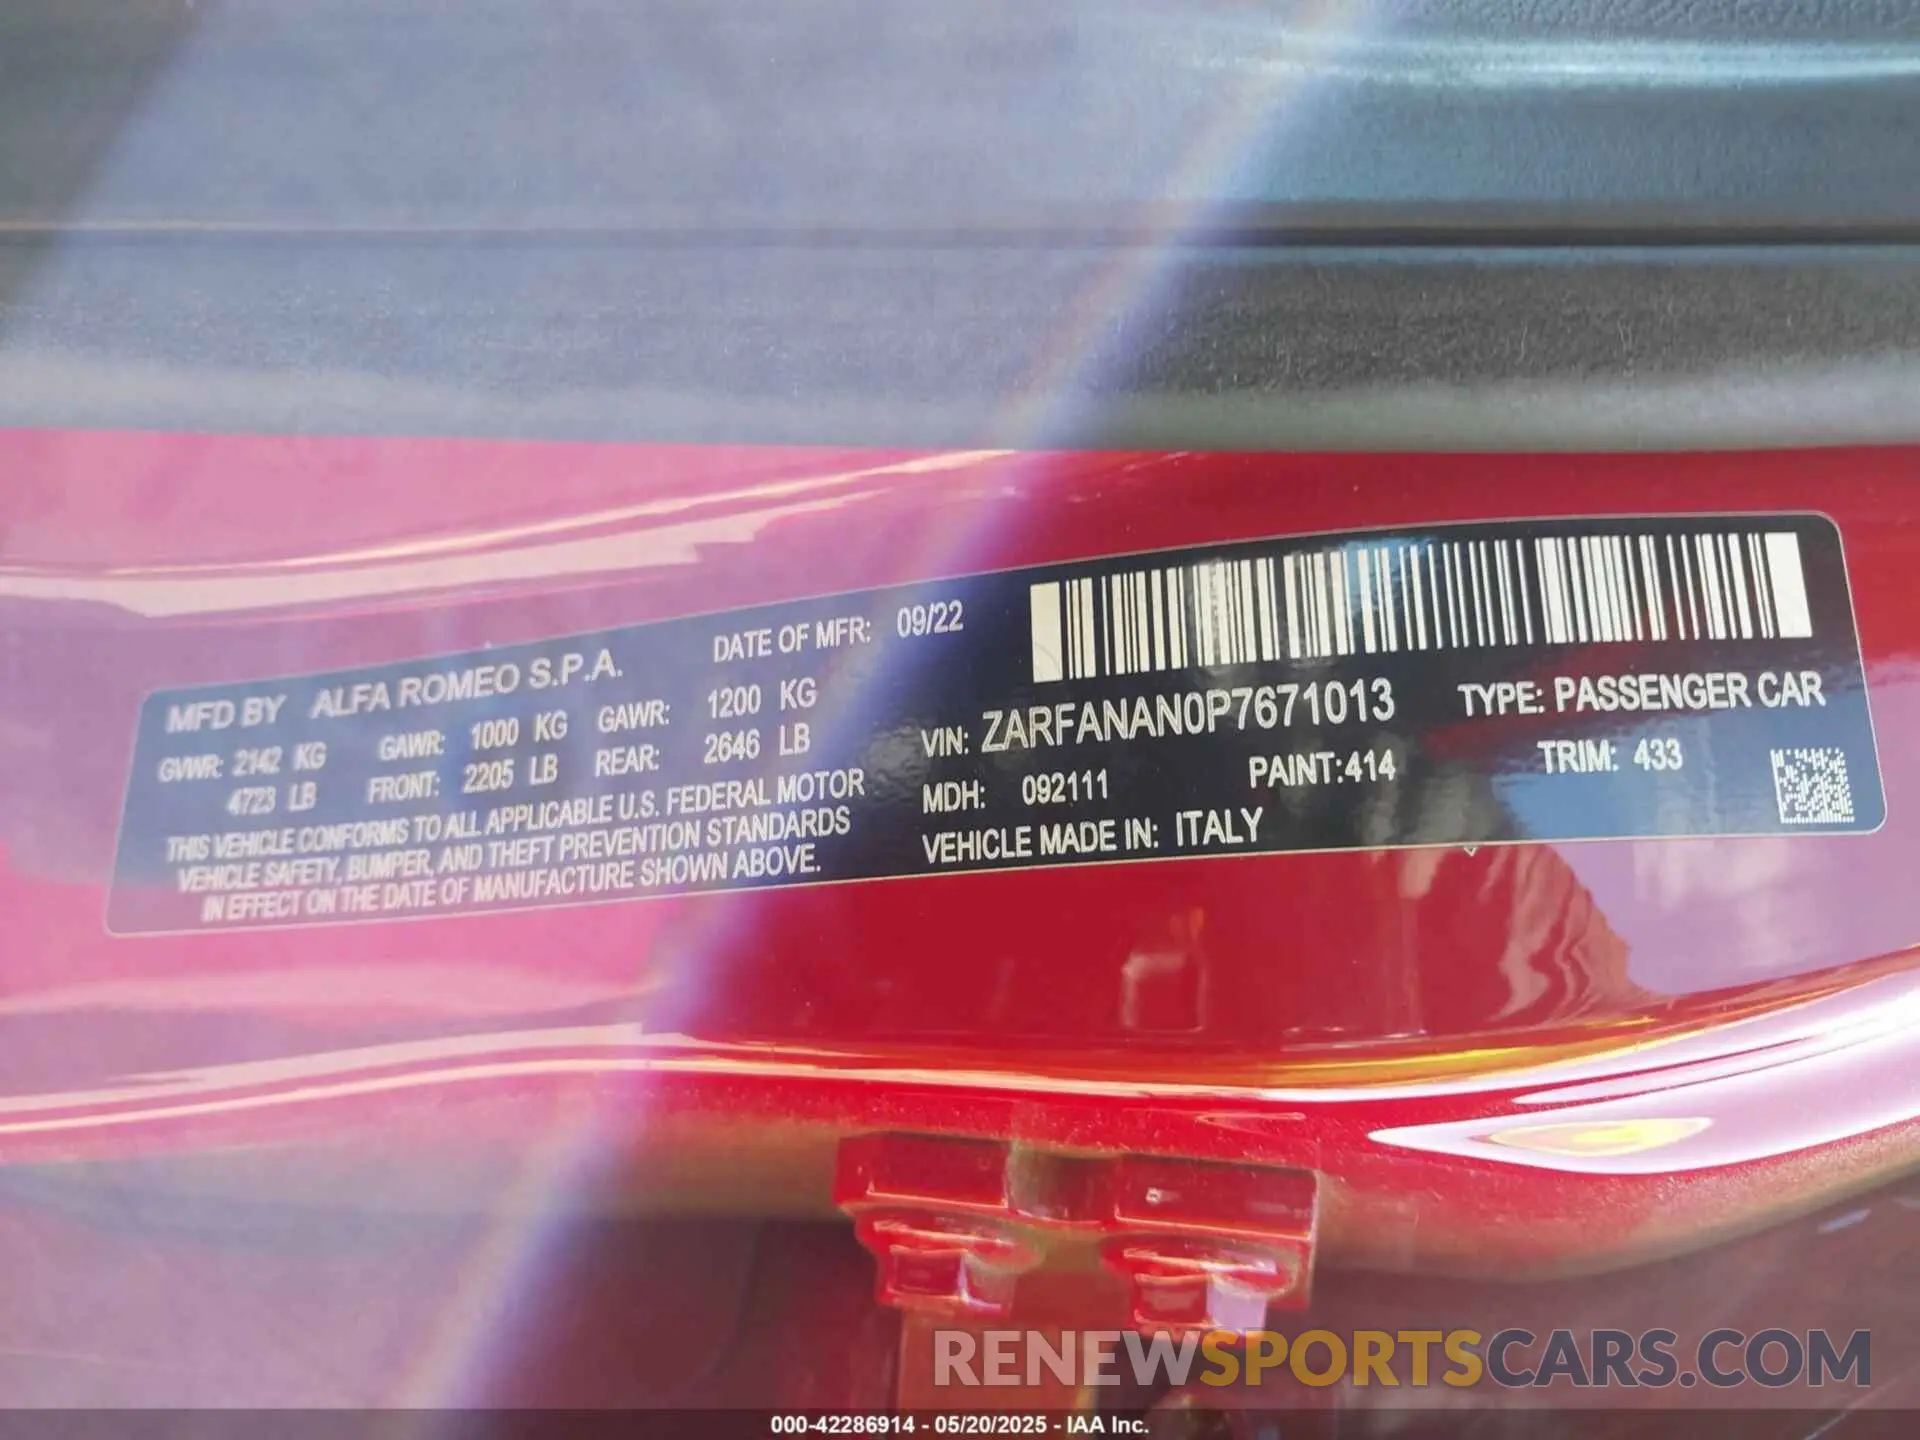 MFD BY ALFA ROMEO S.P.A. DATE OF MFR: 09/22
GVWR: 2142 KG GAWR: 1000 KG GAWR: 1200 KG
4723 LB FRONT: 2205 LB REAR: 2646 LB
THIS VEHICLE CONFORMS TO ALL APPLICABLE U.S. FEDERAL MOTOR
VEHICLE SAFETY, BUMPER, AND THEFT PREVENTION STANDARDS
IN EFFECT ON THE DATE OF MANUFACTURE SHOWN ABOVE.
VIN: ZARFANAN0P7671013 TYPE: PASSENGER CAR
MDH: 092111 PAINT:414 TRIM: 433
VEHICLE MADE IN: ITALY
RENEWSPORTSCARS.COM
000-42286914 - 05/20/2025 - IAA Inc.